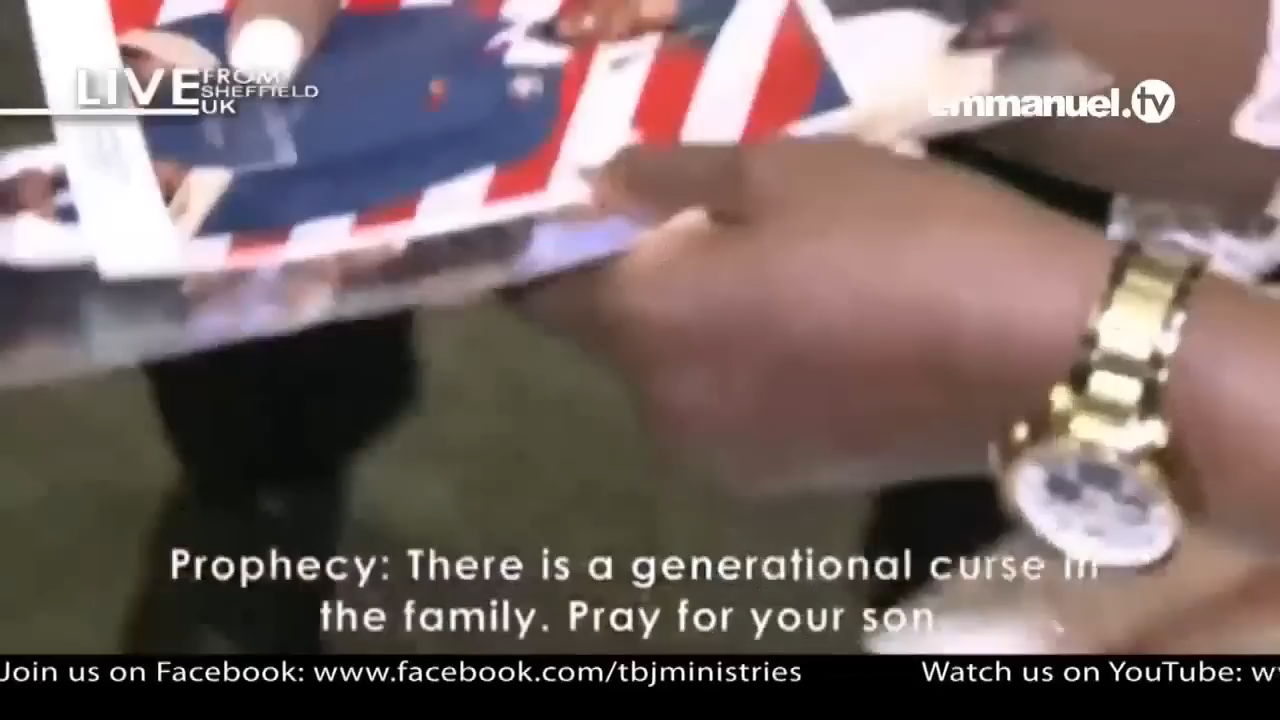 LIVE FROM
SHEFFIELD
UK
emmanuel.tv
Prophecy: There is a generational curse in
the family. Pray for your son.
Join us on Facebook: www.facebook.com/tbjministries
Watch us on YouTube: